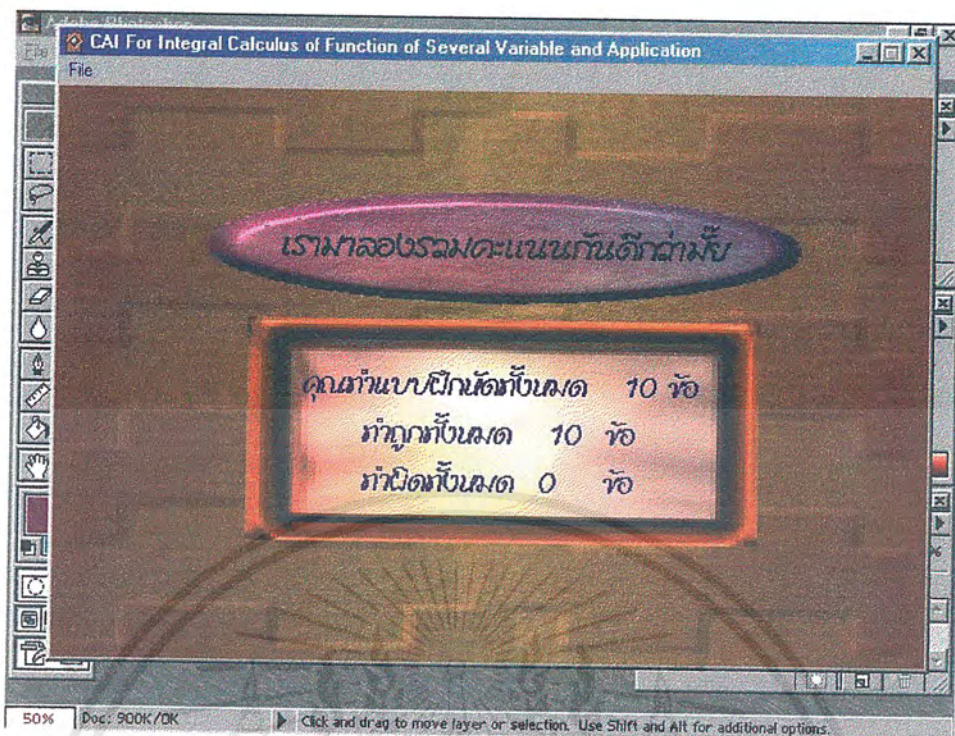 Adobe Photoshop
CAI For Integral Calculus of Function of Several Variable and Application
File
File
เรามาลองรวมคะแนนกันดีกว่ามั๊ย
คุณทำแบบฝึกหัดทั้งหมด 10 ข้อ
ทำถูกทั้งหมด 10 ข้อ
ทำผิดทั้งหมด 0 ข้อ
50% Doc: 900K/0K Click and drag to move layer or selection. Use Shift and Alt for additional options.